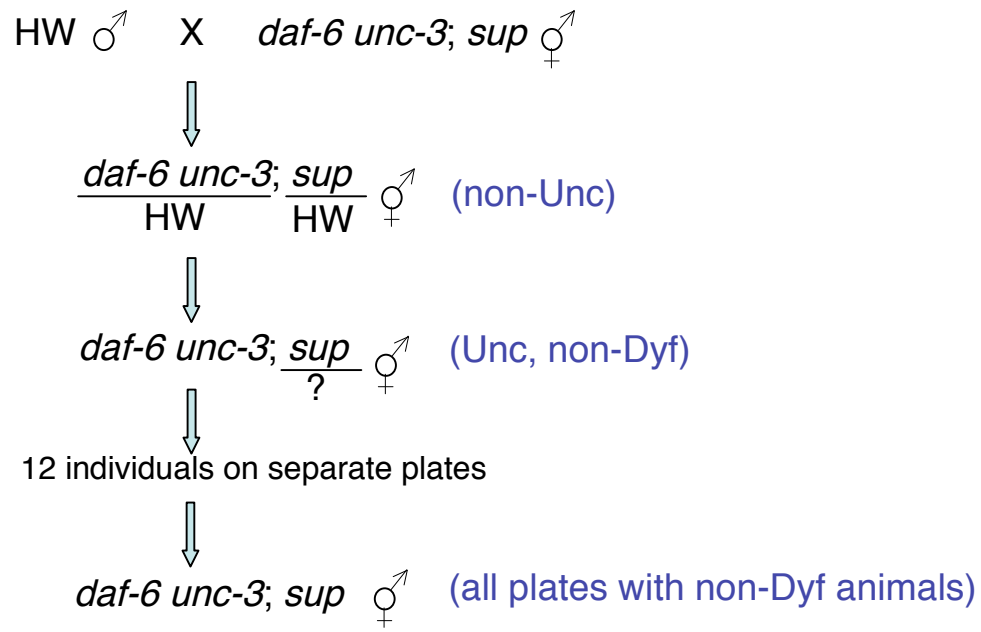 HW ⚦ X daf-6 unc-3; sup ⚥
daf-6 unc-3; sup (non-Unc)
HW HW
daf-6 unc-3; sup (Unc, non-Dyf)
?
12 individuals on separate plates
daf-6 unc-3; sup (all plates with non-Dyf animals)